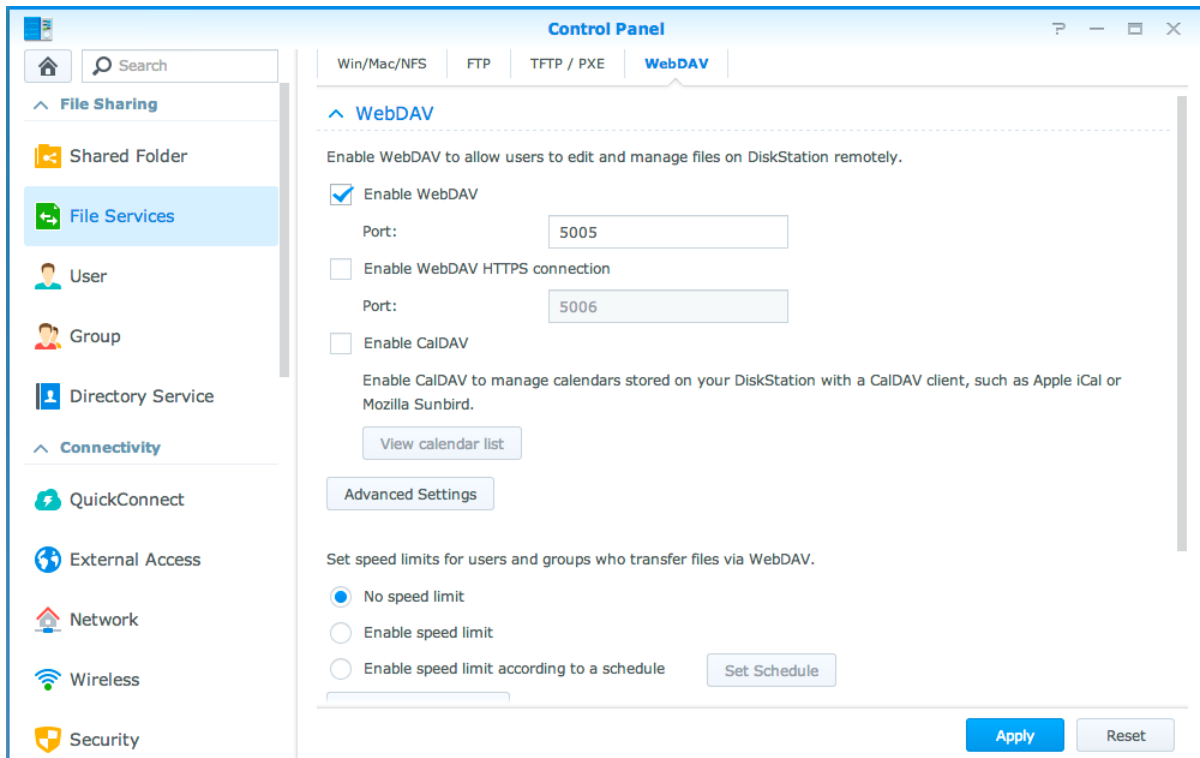 Control Panel
Search
File Sharing
Shared Folder
File Services
User
Group
Directory Service
Connectivity
QuickConnect
External Access
Network
Wireless
Security
Win/Mac/NFS FTP TFTP / PXE WebDAV
WebDAV
Enable WebDAV to allow users to edit and manage files on DiskStation remotely.
Enable WebDAV
Port: 5005
Enable WebDAV HTTPS connection
Port: 5006
Enable CalDAV
Enable CalDAV to manage calendars stored on your DiskStation with a CalDAV client, such as Apple iCal or
Mozilla Sunbird.
View calendar list
Advanced Settings
Set speed limits for users and groups who transfer files via WebDAV.
No speed limit
Enable speed limit
Enable speed limit according to a schedule Set Schedule
Apply Reset